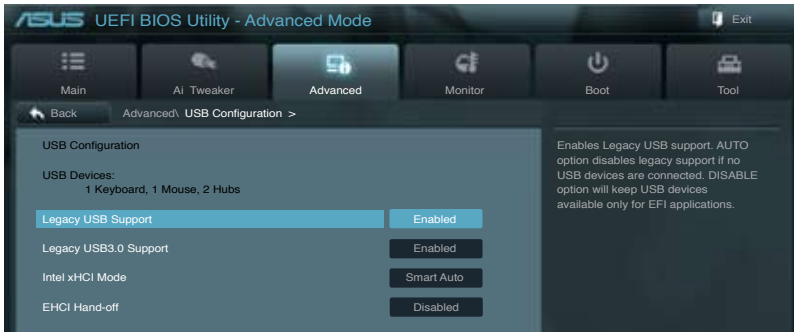 ASUS UEFI BIOS Utility - Advanced Mode
Exit
Main
Ai Tweaker
Advanced
Monitor
Boot
Tool
Back
Advanced\ USB Configuration >
USB Configuration
USB Devices:
1 Keyboard, 1 Mouse, 2 Hubs
Legacy USB Support Enabled
Legacy USB3.0 Support Enabled
Intel xHCI Mode Smart Auto
EHCI Hand-off Disabled
Enables Legacy USB support. AUTO
option disables legacy support if no
USB devices are connected. DISABLE
option will keep USB devices
available only for EFI applications.